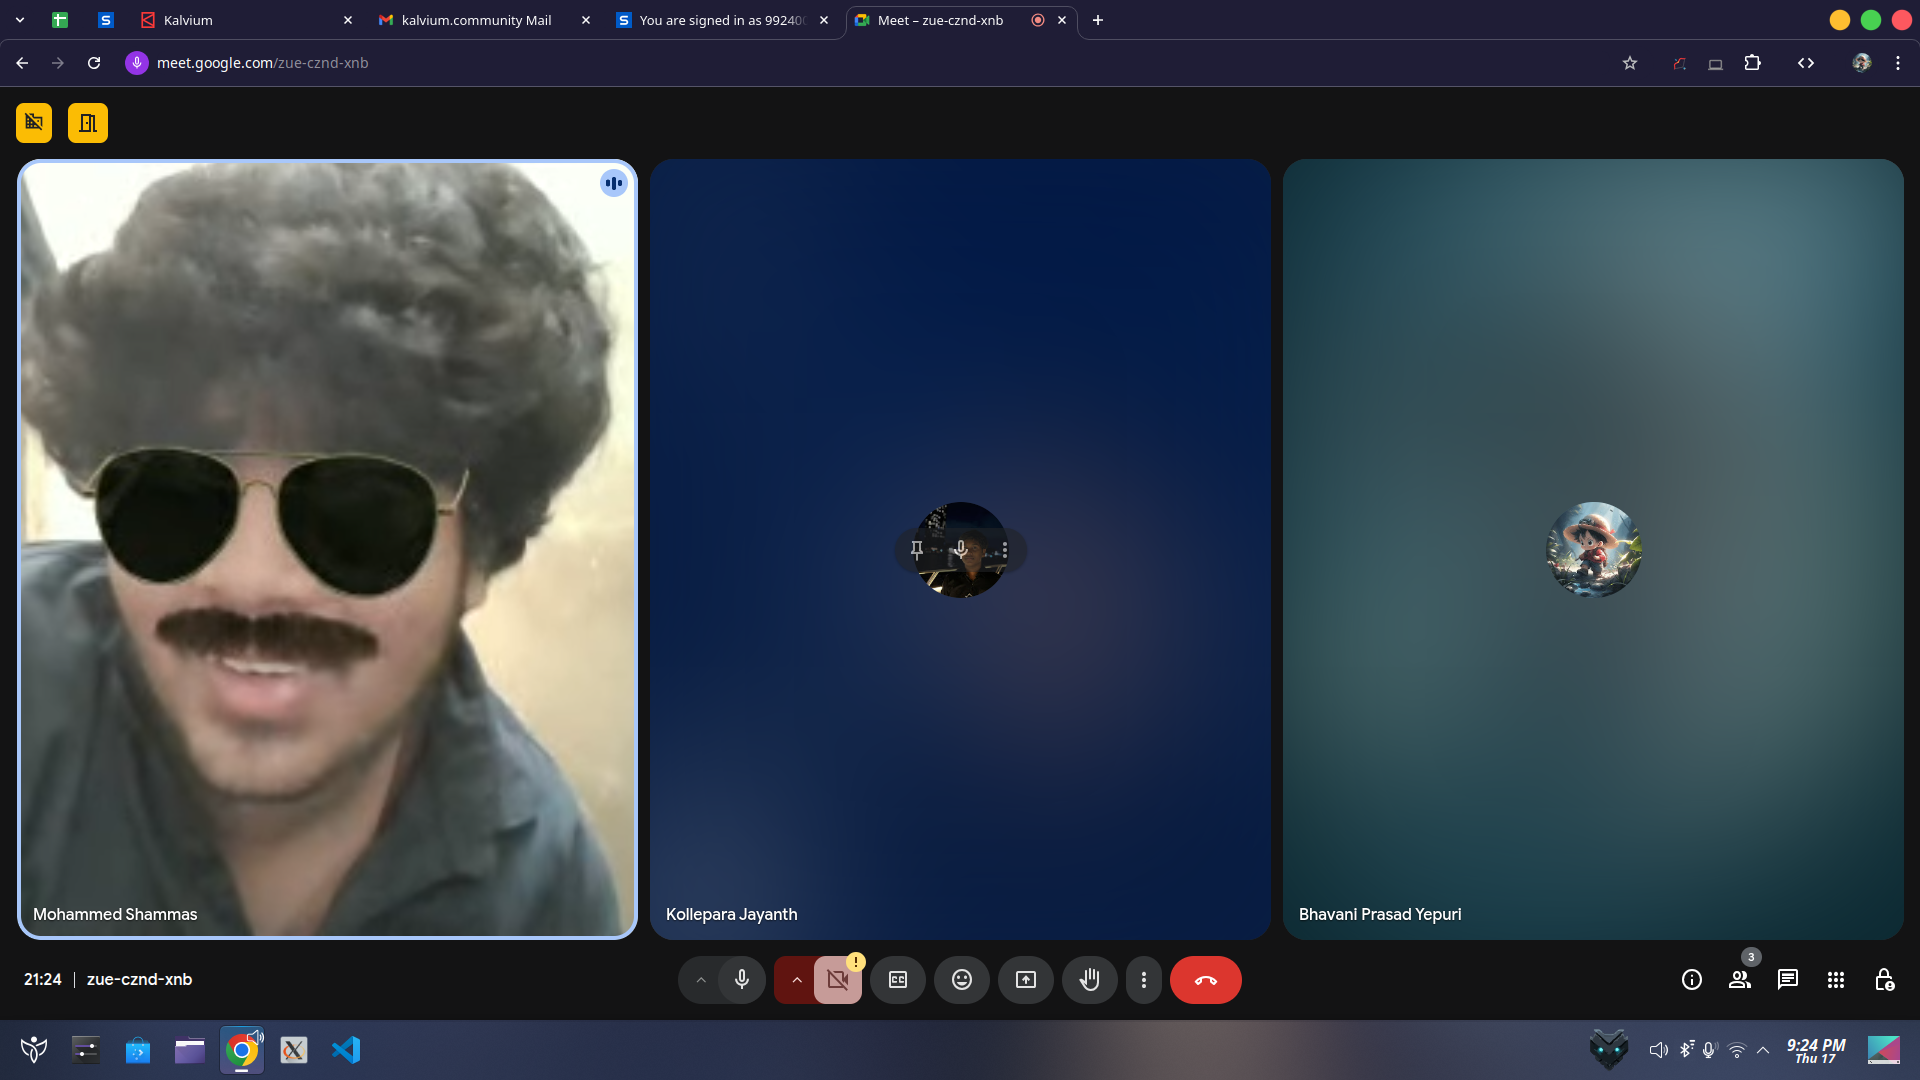 Kalvium
kalvium.community Mail
You are signed in as 99240
Meet – zue-cznd-xnb
meet.google.com/zue-cznd-xnb
Mohammed Shammas
Kollepara Jayanth
Bhavani Prasad Yepuri
21:24 | zue-cznd-xnb
!
CC
3
9:24 PM
Thu 17